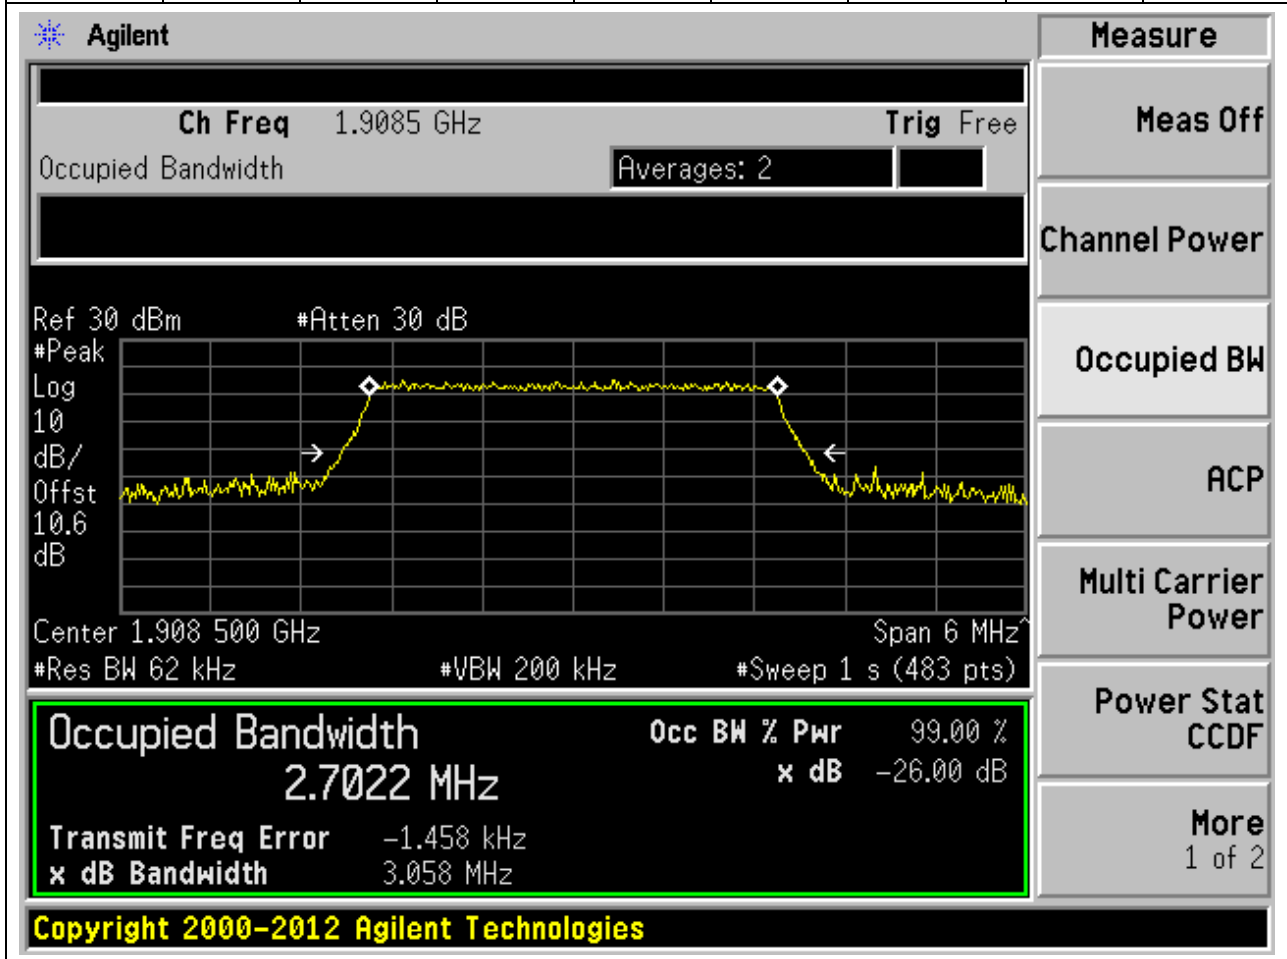 Agilent
Measure
Ch Freq 1.9085 GHz Trig Free
Occupied Bandwidth Averages: 2
Meas Off
Channel Power
Occupied BW
ACP
Multi Carrier
Power
Power Stat
CCDF
More
1 of 2
Ref 30 dBm #Atten 30 dB
#Peak
Log
10
dB/
Offst
10.6
dB
Center 1.908 500 GHz Span 6 MHz^
#Res BW 62 kHz #VBW 200 kHz #Sweep 1 s (483 pts)
Occupied Bandwidth Occ BW % Pwr 99.00 %
2.7022 MHz x dB -26.00 dB
Transmit Freq Error -1.458 kHz
x dB Bandwidth 3.058 MHz
Copyright 2000-2012 Agilent Technologies